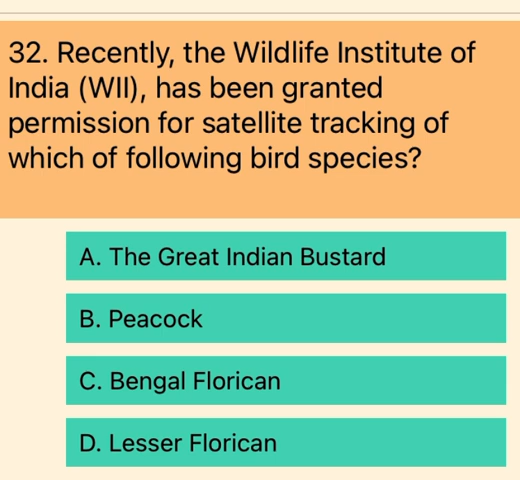 32. Recently, the Wildlife Institute of
India (WII), has been granted
permission for satellite tracking of
which of following bird species?
A. The Great Indian Bustard
B. Peacock
C. Bengal Florican
D. Lesser Florican